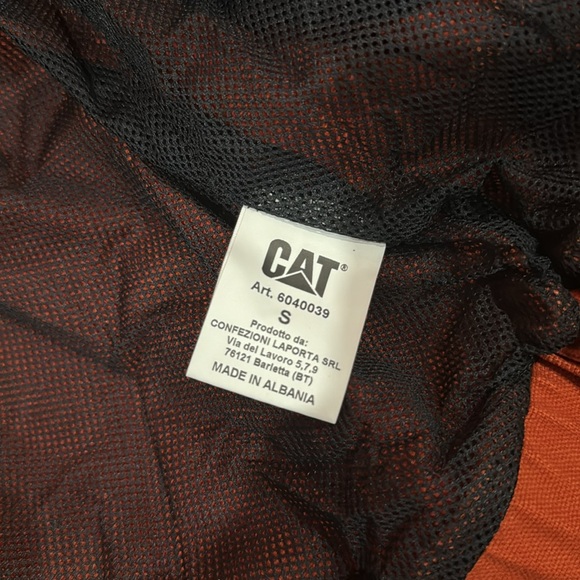 CAT®
Art. 6040039
S
Prodotto da:
CONFEZIONI LAPORTA SRL
Via del Lavoro 5,7,9
76121 Barletta (BT)
MADE IN ALBANIA